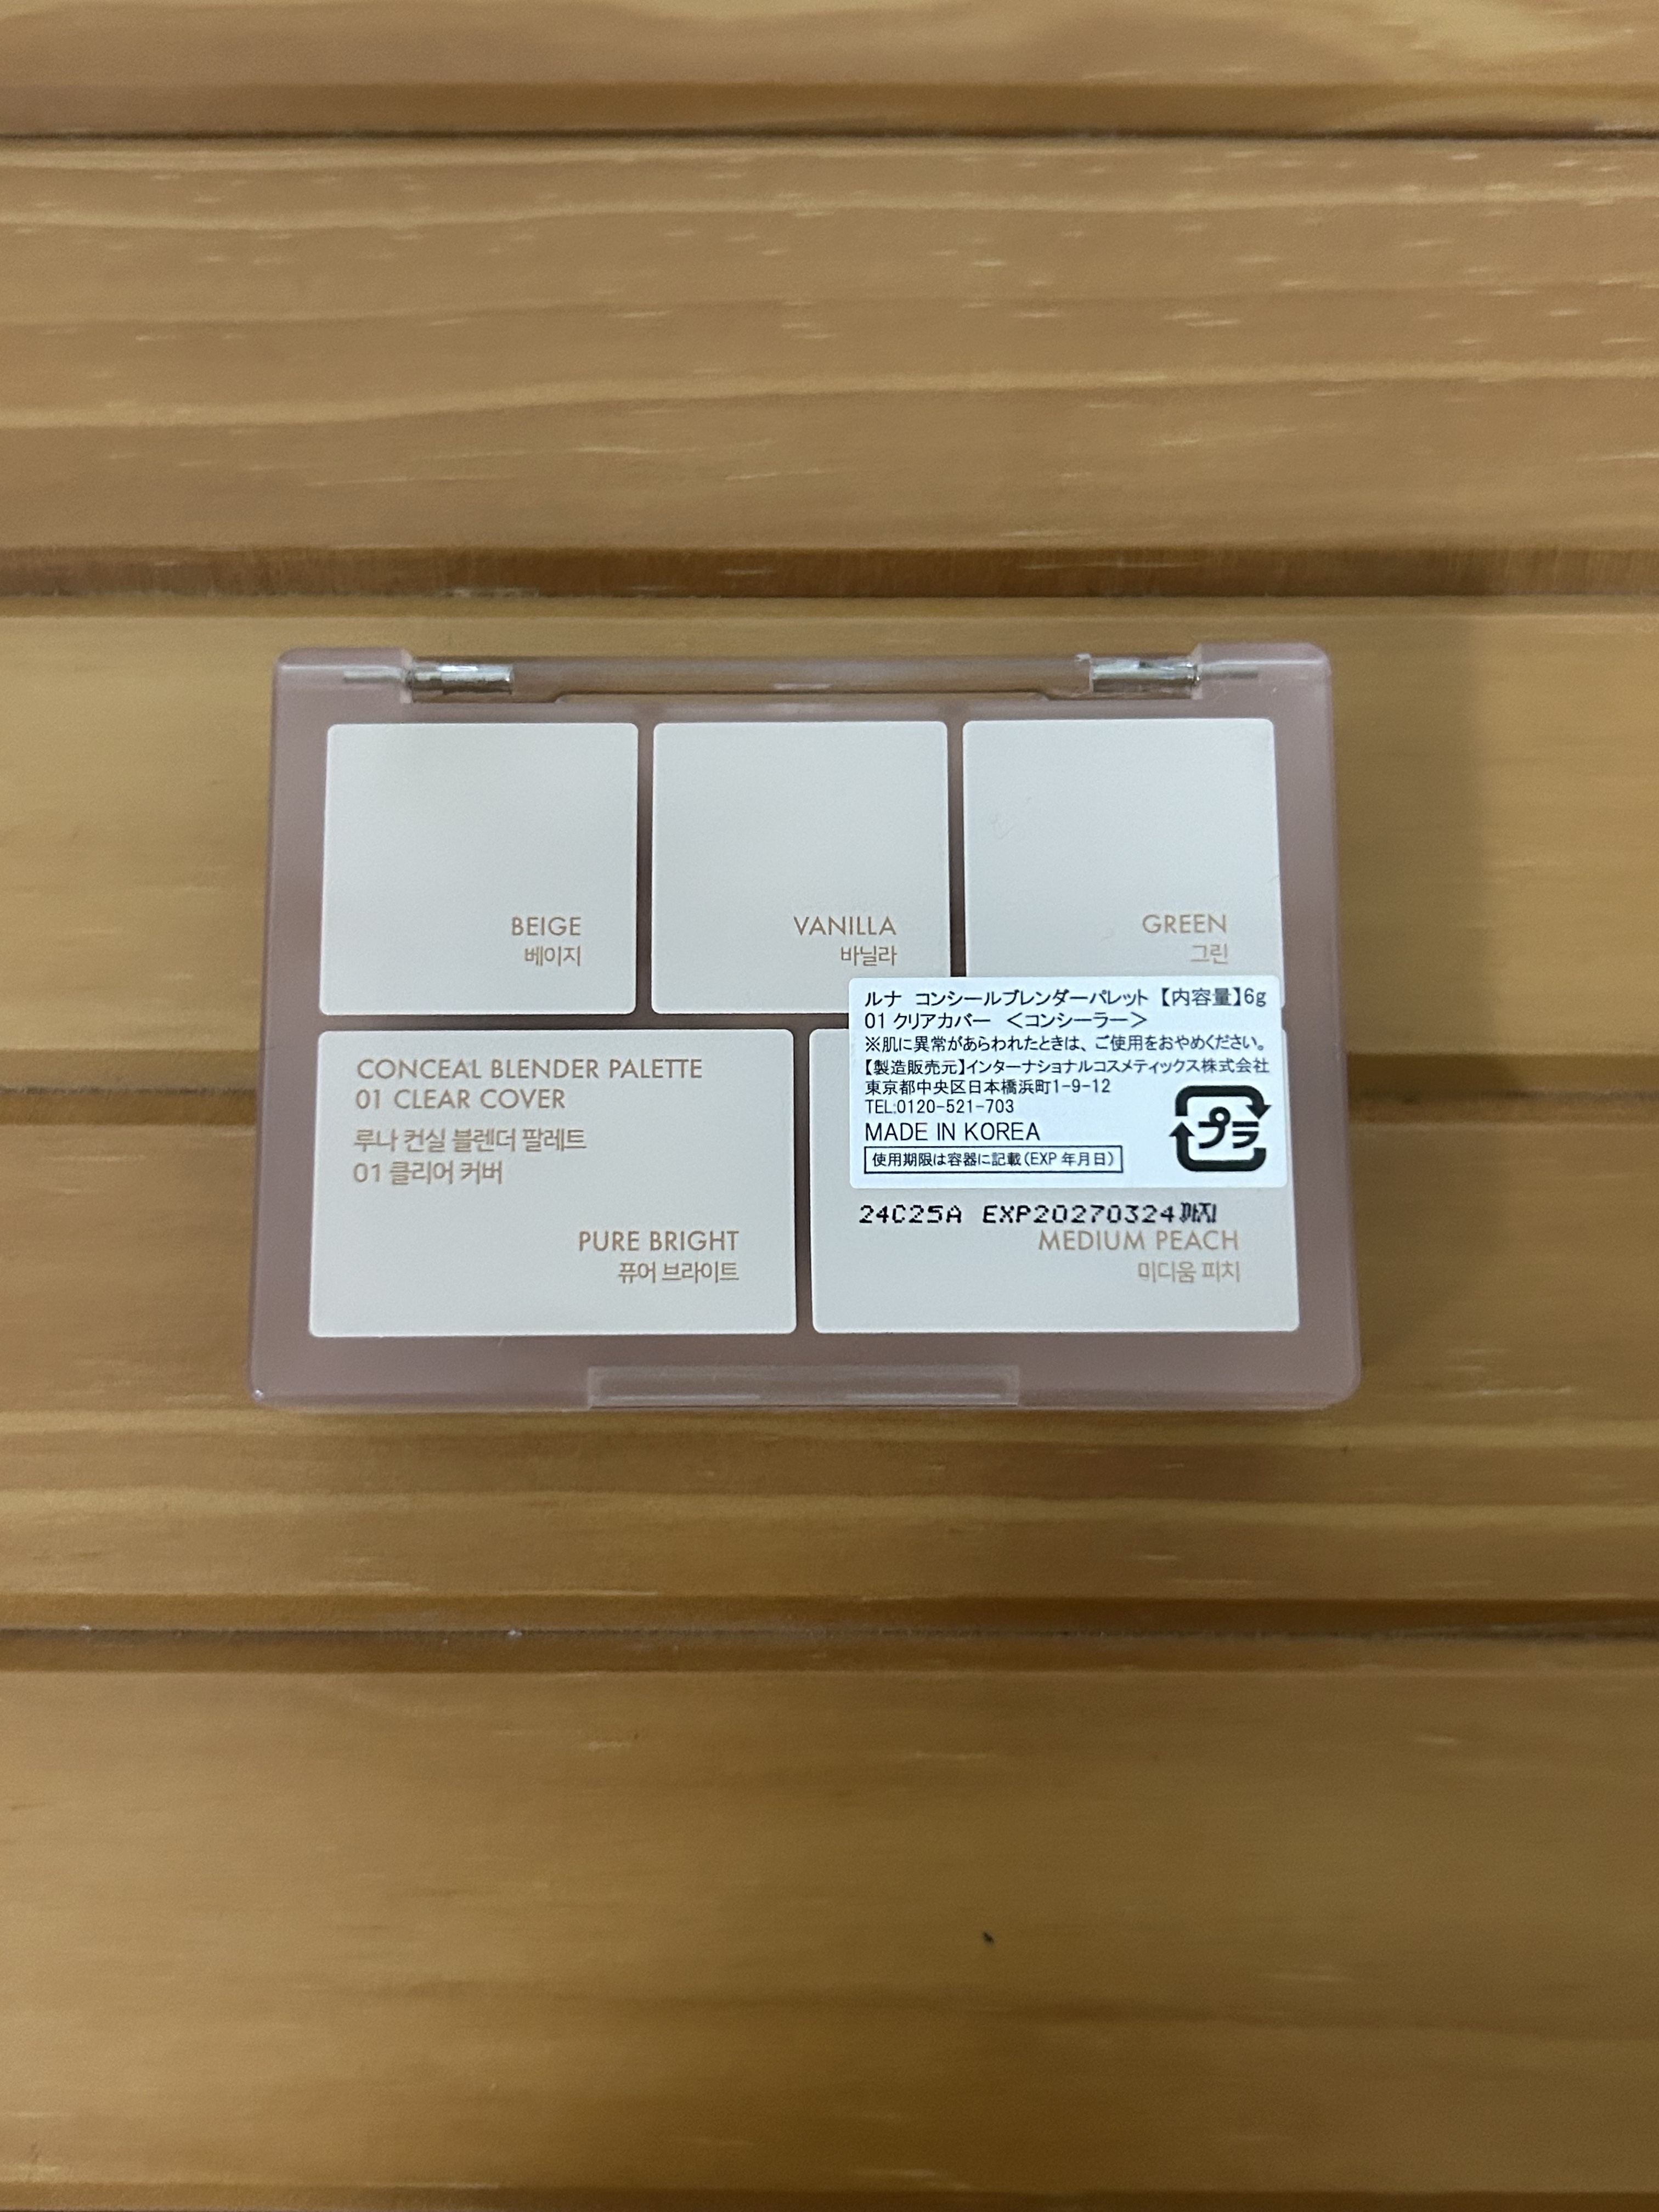 BEIGE
베이지
VANILLA
바닐라
GREEN
그린
CONCEAL BLENDER PALETTE
01 CLEAR COVER
루나 컨실 블렌더 팔레트
01 클리어 커버
PURE BRIGHT
퓨어 브라이트
ルナ コンシールブレンダーパレット【内容量】6g
01 クリアカバー <コンシーラー>
※肌に異常があらわれたときは、ご使用をおやめください。
【製造販売元】インターナショナルコスメティックス株式会社
東京都中央区日本橋浜町1-9-12
TEL:0120-521-703
MADE IN KOREA
使用期限は容器に記載(EXP 年月日)
プラ
24C25A EXP20270324까지
MEDIUM PEACH
미디움 피치